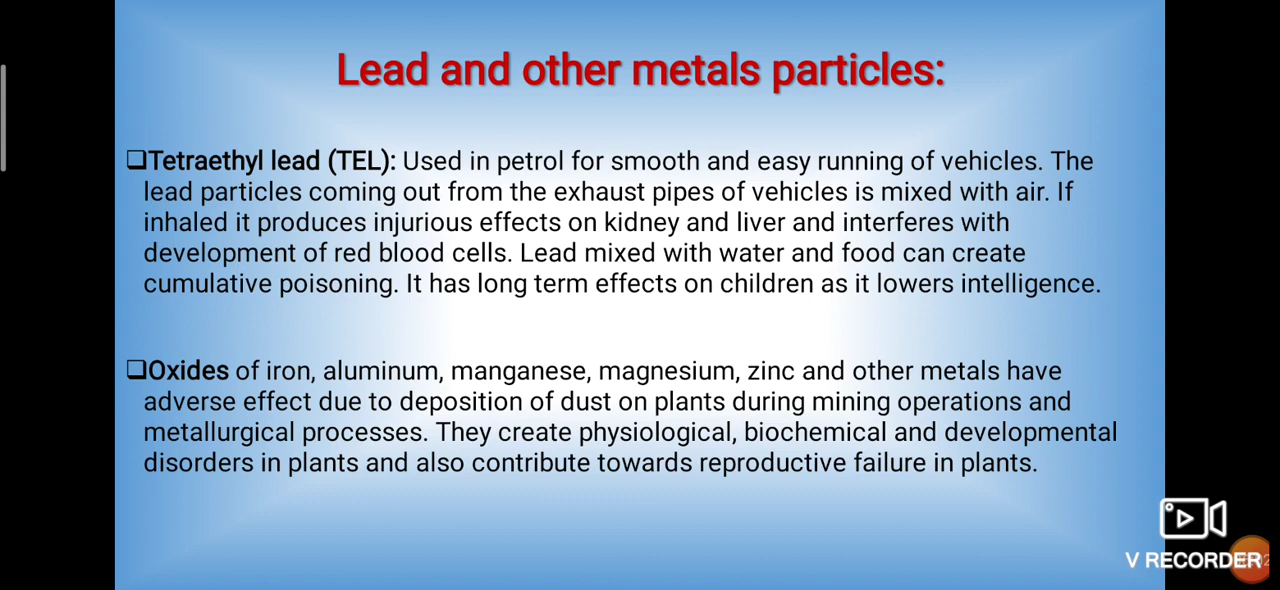 Lead and other metals particles:
❑Tetraethyl lead (TEL): Used in petrol for smooth and easy running of vehicles. The
lead particles coming out from the exhaust pipes of vehicles is mixed with air. If
inhaled it produces injurious effects on kidney and liver and interferes with
development of red blood cells. Lead mixed with water and food can create
cumulative poisoning. It has long term effects on children as it lowers intelligence.
❑Oxides of iron, aluminum, manganese, magnesium, zinc and other metals have
adverse effect due to deposition of dust on plants during mining operations and
metallurgical processes. They create physiological, biochemical and developmental
disorders in plants and also contribute towards reproductive failure in plants.
V RECORDER